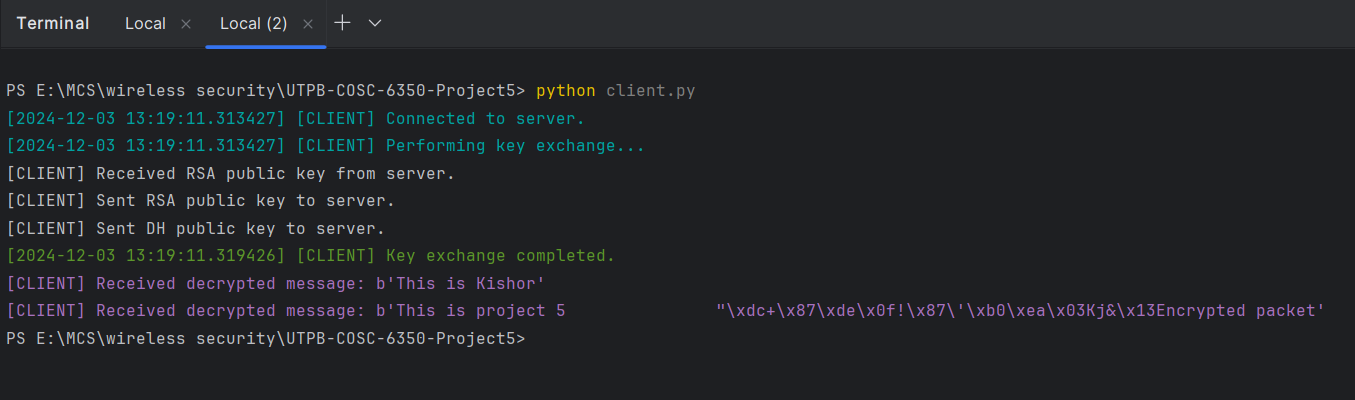 Terminal Local × Local (2) ×
PS E:\MCS\wireless security\UTPB-COSC-6350-Project5> python client.py
[2024-12-03 13:19:11.313427] [CLIENT] Connected to server.
[2024-12-03 13:19:11.313427] [CLIENT] Performing key exchange...
[CLIENT] Received RSA public key from server.
[CLIENT] Sent RSA public key to server.
[CLIENT] Sent DH public key to server.
[2024-12-03 13:19:11.319426] [CLIENT] Key exchange completed.
[CLIENT] Received decrypted message: b'This is Kishor'
[CLIENT] Received decrypted message: b'This is project 5               "\xdc+\x87\xde\x0f!\x87\'\xb0\xea\x03Kj&\x13Encrypted packet'
PS E:\MCS\wireless security\UTPB-COSC-6350-Project5>